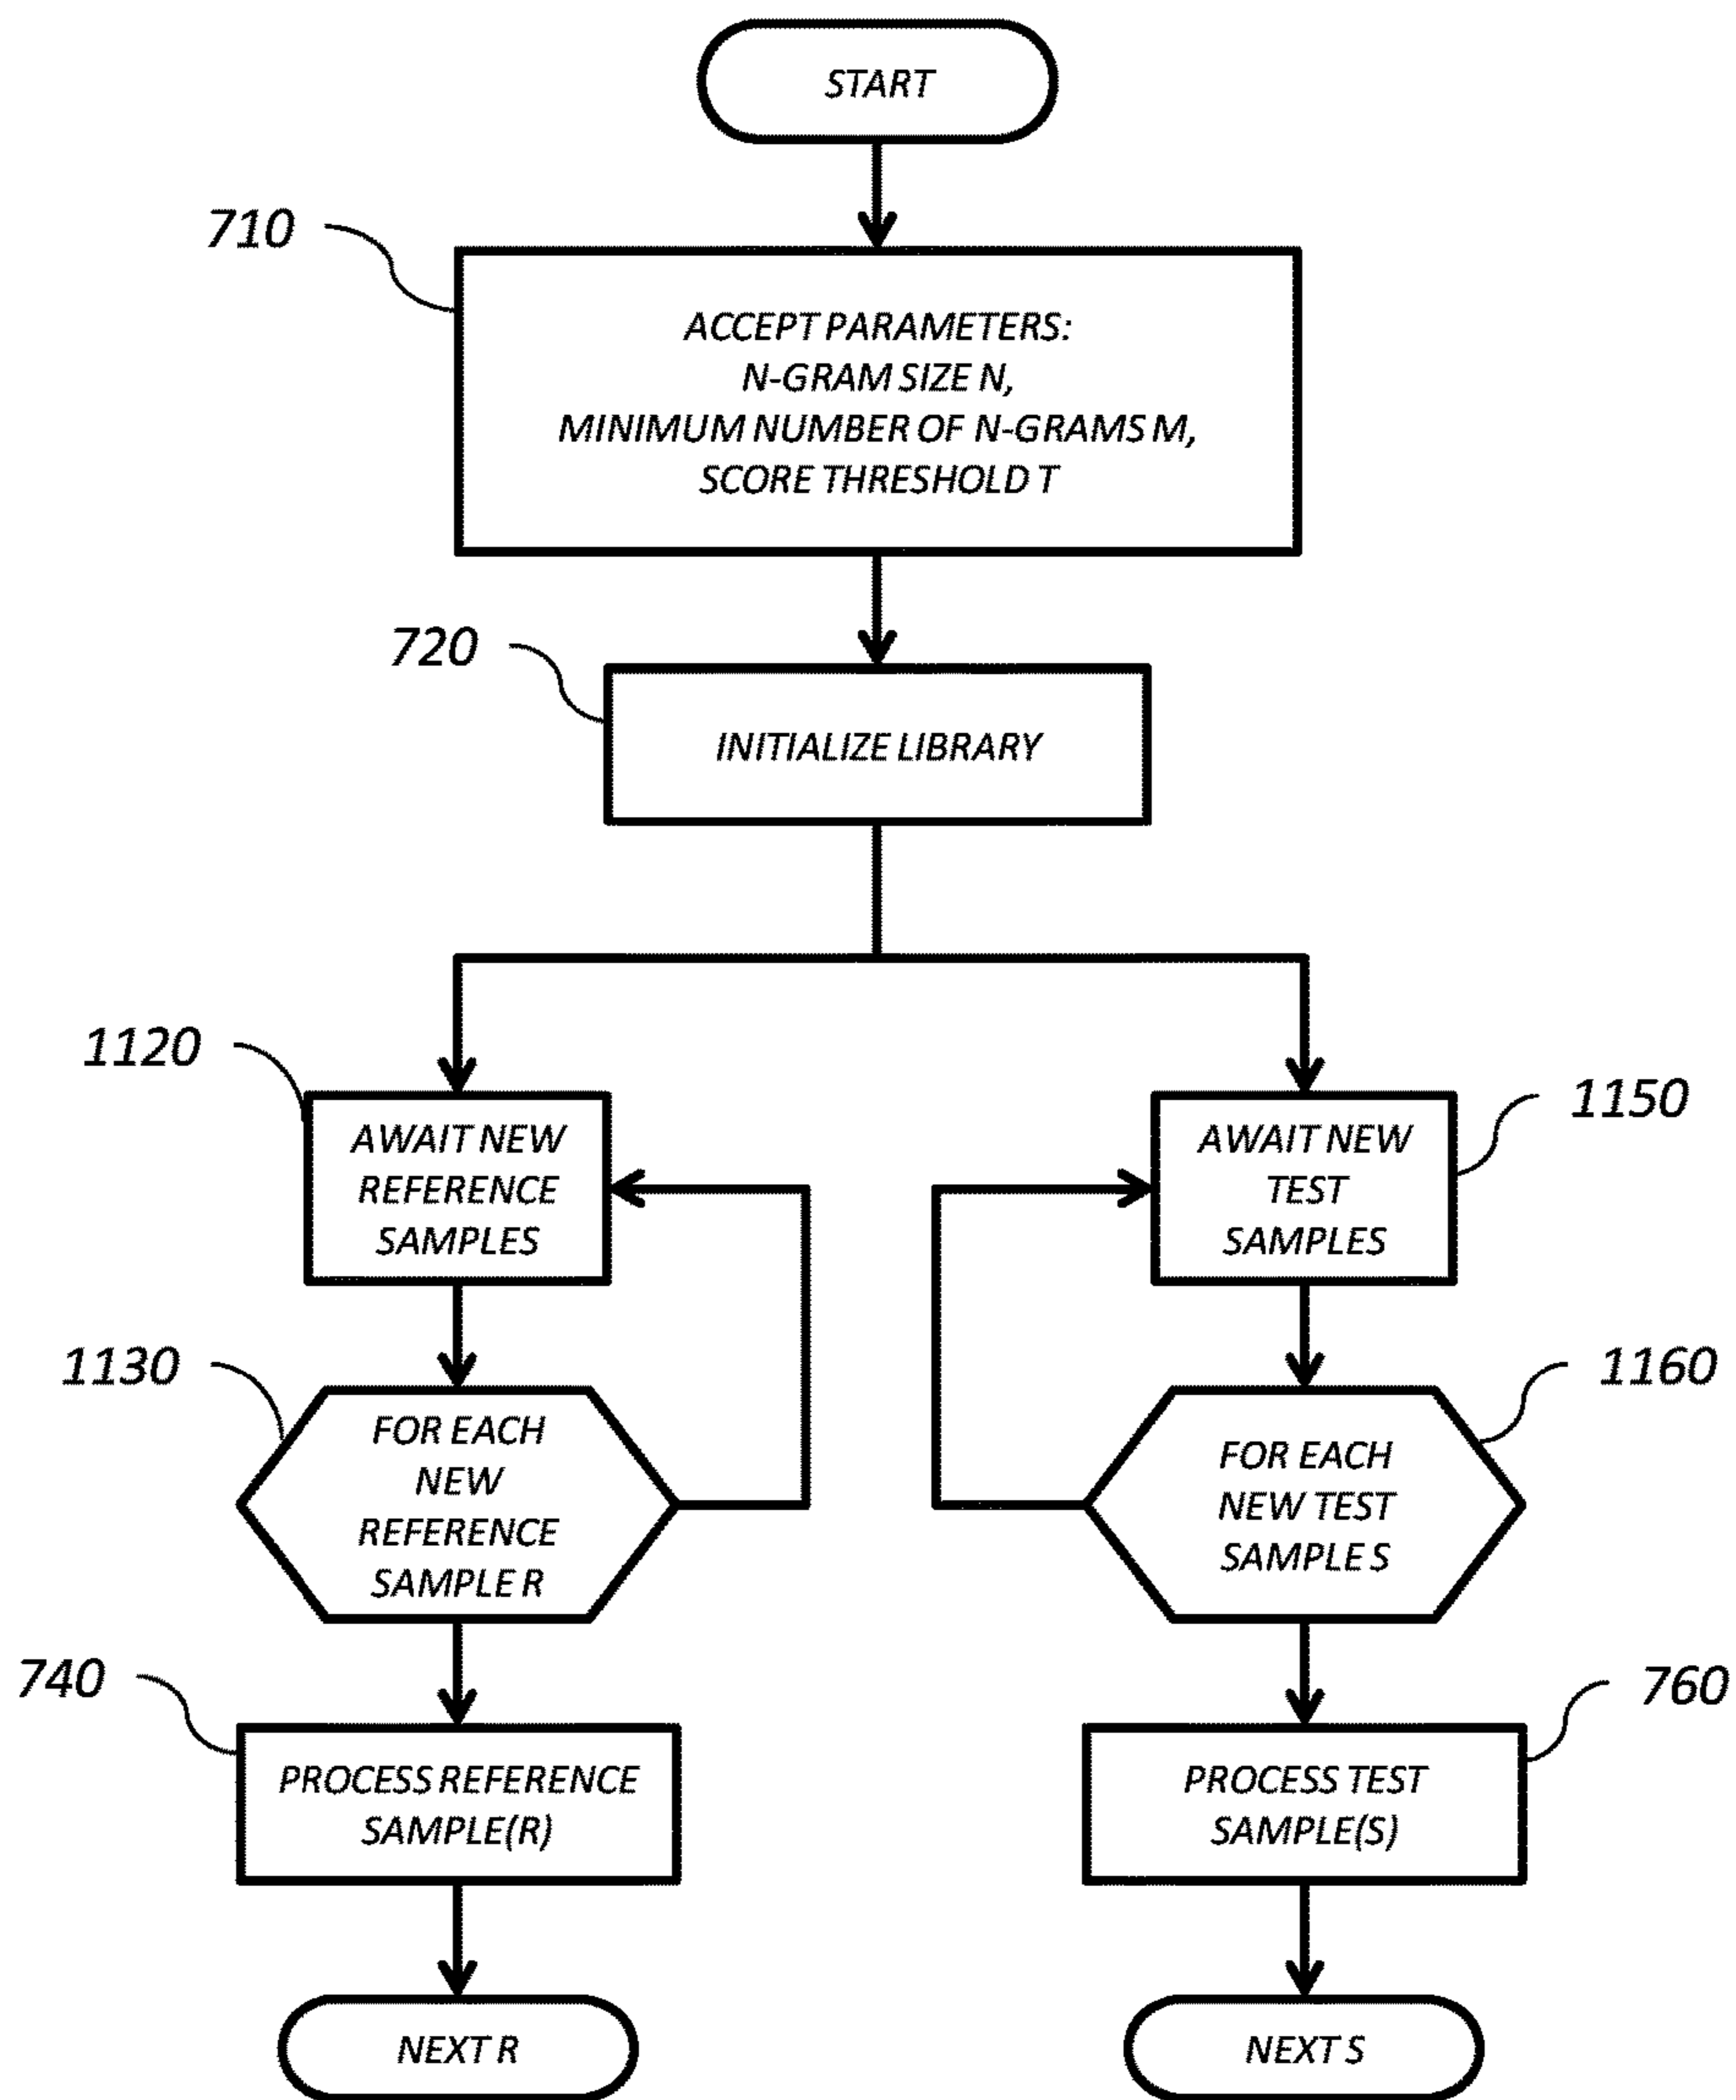 START
710
ACCEPT PARAMETERS:
N-GRAM SIZE N,
MINIMUM NUMBER OF N-GRAMS M,
SCORE THRESHOLD T
720
INITIALIZE LIBRARY
1120
AWAIT NEW
REFERENCE
SAMPLES
1150
AWAIT NEW
TEST
SAMPLES
1130
FOR EACH
NEW
REFERENCE
SAMPLE R
1160
FOR EACH
NEW TEST
SAMPLE S
740
PROCESS REFERENCE
SAMPLE(R)
760
PROCESS TEST
SAMPLE(S)
NEXT R
NEXT S